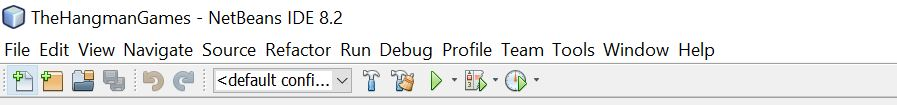 TheHangmanGames - NetBeans IDE 8.2
File Edit View Navigate Source Refactor Run Debug Profile Team Tools Window Help
<default confi...